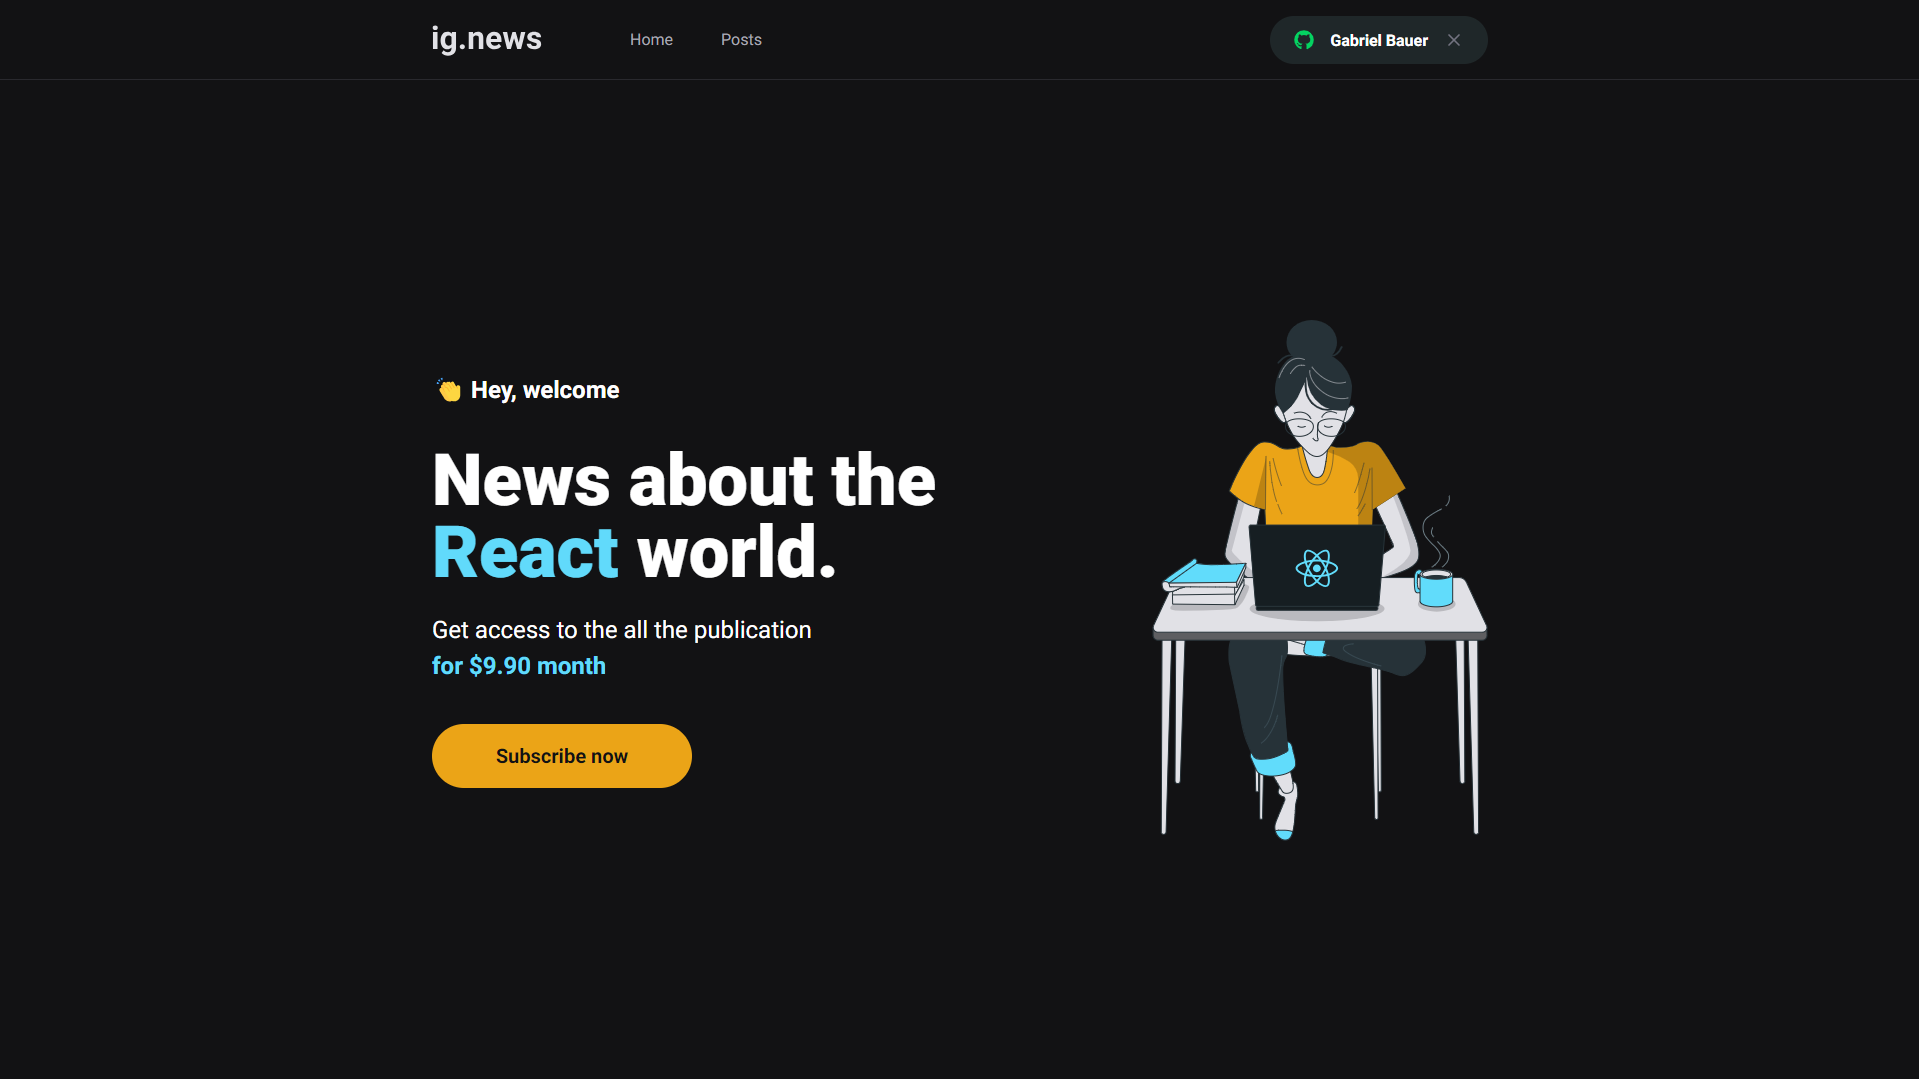 ig.news
Home
Posts
Gabriel Bauer
👏 Hey, welcome
News about the
React world.
Get access to the all the publication
for $9.90 month
Subscribe now